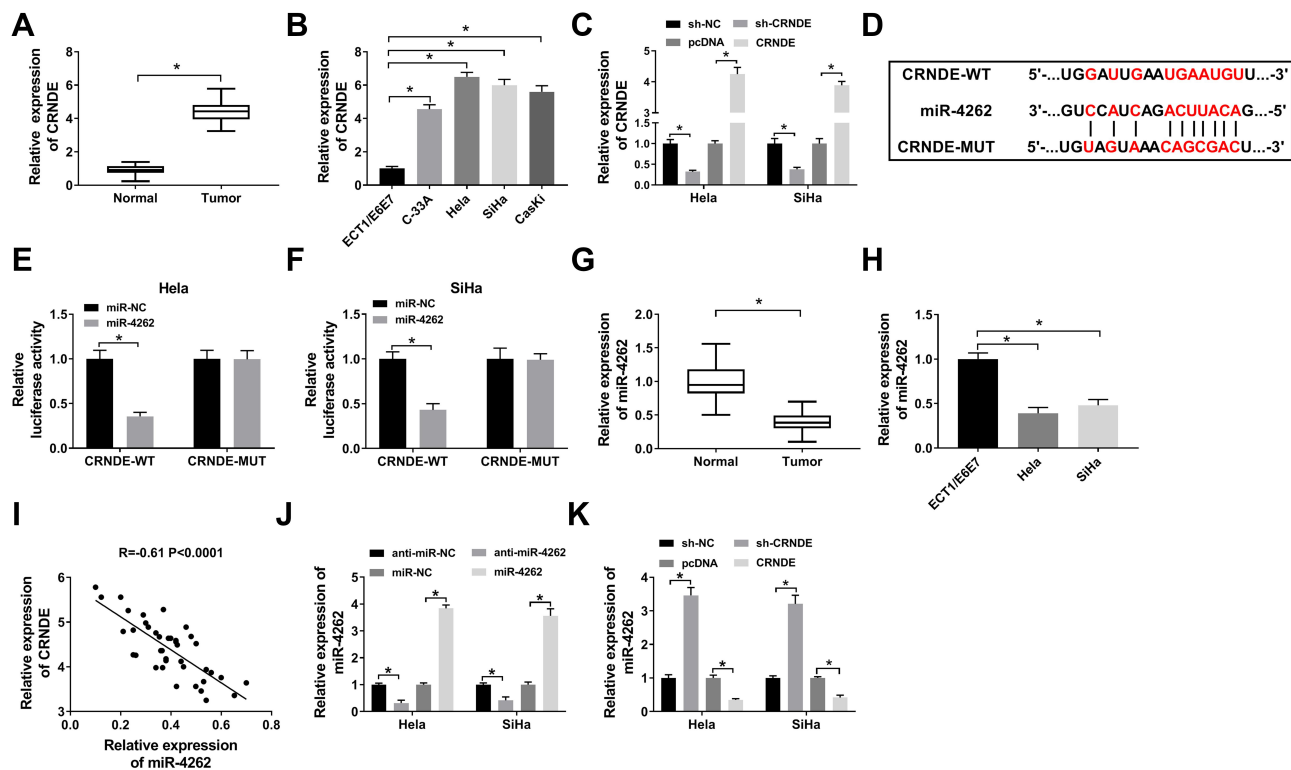 A
Relative expression
of CRNDE
8
6
4
2
0
*
Normal
Tumor
B
Relative expression
of CRNDE
8
6
4
2
0
*
*
*
*
ECT1/E6E7
C-33A
Hela
SiHa
CasKi
C
sh-NC
sh-CRNDE
pcDNA
CRNDE
Relative expression
of CRNDE
5
4
3
1.5
1.0
0.5
0.0
*
*
*
*
Hela
SiHa
D
CRNDE-WT 5'-...UGGAUUGAAUGAAUGUU...-3'
miR-4262 3'-GUCCAUCAGACUUACAG...-5'
CRNDE-MUT 5'-...UGUAGUAAACAGCGACU...-3'
E
Hela
miR-NC
miR-4262
Relative
luciferase activity
1.5
1.0
0.5
0.0
*
CRNDE-WT
CRNDE-MUT
F
SiHa
miR-NC
miR-4262
Relative
luciferase activity
1.5
1.0
0.5
0.0
*
CRNDE-WT
CRNDE-MUT
G
Relative expression
of miR-4262
2.0
1.5
1.0
0.5
0.0
*
Normal
Tumor
H
Relative expression
of miR-4262
1.5
1.0
0.5
0.0
*
*
ECT1/E6E7
Hela
SiHa
I
R=-0.61 P<0.0001
Relative expression
of CRNDE
6
5
4
3
0.0
0.2
0.4
0.6
0.8
Relative expression
of miR-4262
J
anti-miR-NC
anti-miR-4262
miR-NC
miR-4262
Relative expression of
miR-4262
5
4
3
2
1
0
*
*
*
*
Hela
SiHa
K
sh-NC
sh-CRNDE
pcDNA
CRNDE
Relative expression of
miR-4262
4
3
2
1
0
*
*
*
*
Hela
SiHa